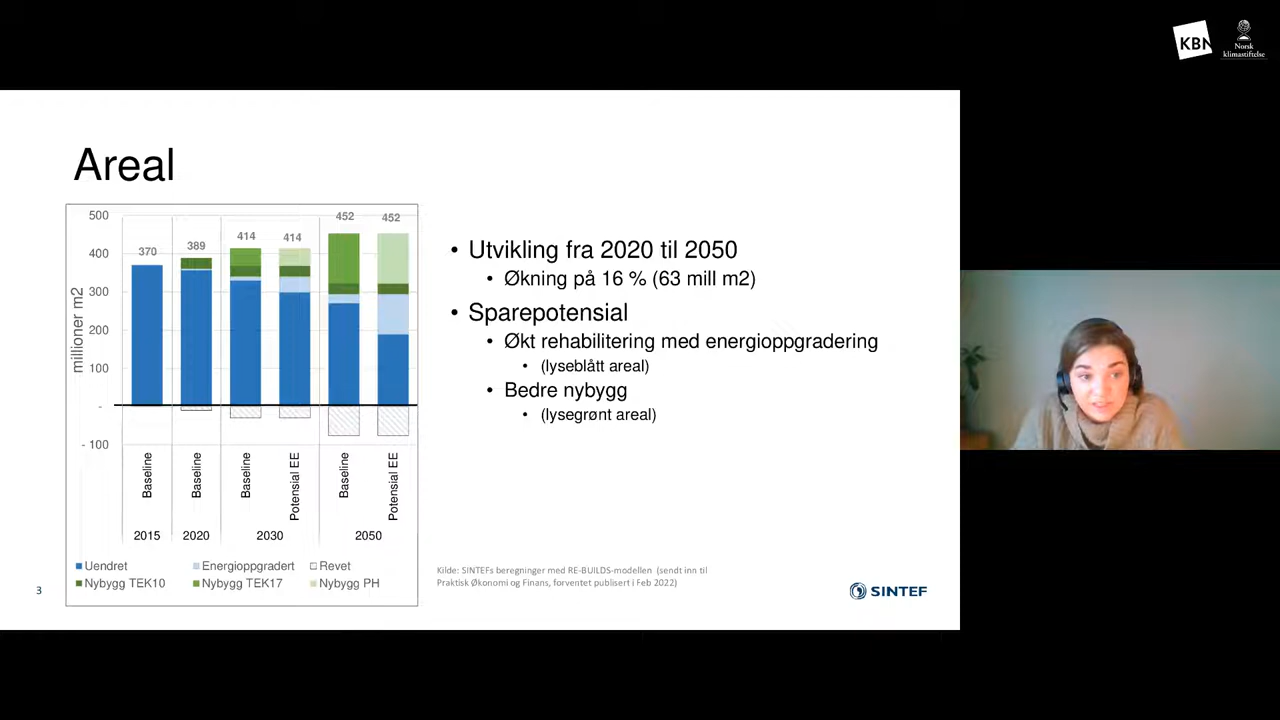 KBN
Norsk
klimastiftelse
Areal
500
400
300
200
100
-
- 100
millioner m2
370
389
414
414
452
452
Baseline
Baseline
Baseline
Potensial EE
Baseline
Potensial EE
2015
2020
2030
2050
Uendret
Energioppgradert
Revet
Nybygg TEK10
Nybygg TEK17
Nybygg PH
• Utvikling fra 2020 til 2050
• Økning på 16 % (63 mill m2)
• Sparepotensial
• Økt rehabilitering med energioppgradering
• (lyseblått areal)
• Bedre nybygg
• (lysegrønt areal)
Kilde: SINTEFs beregninger med RE-BUILDS-modellen (sendt inn til
Praktisk Økonomi og Finans, forventet publisert i Feb 2022)
3
SINTEF